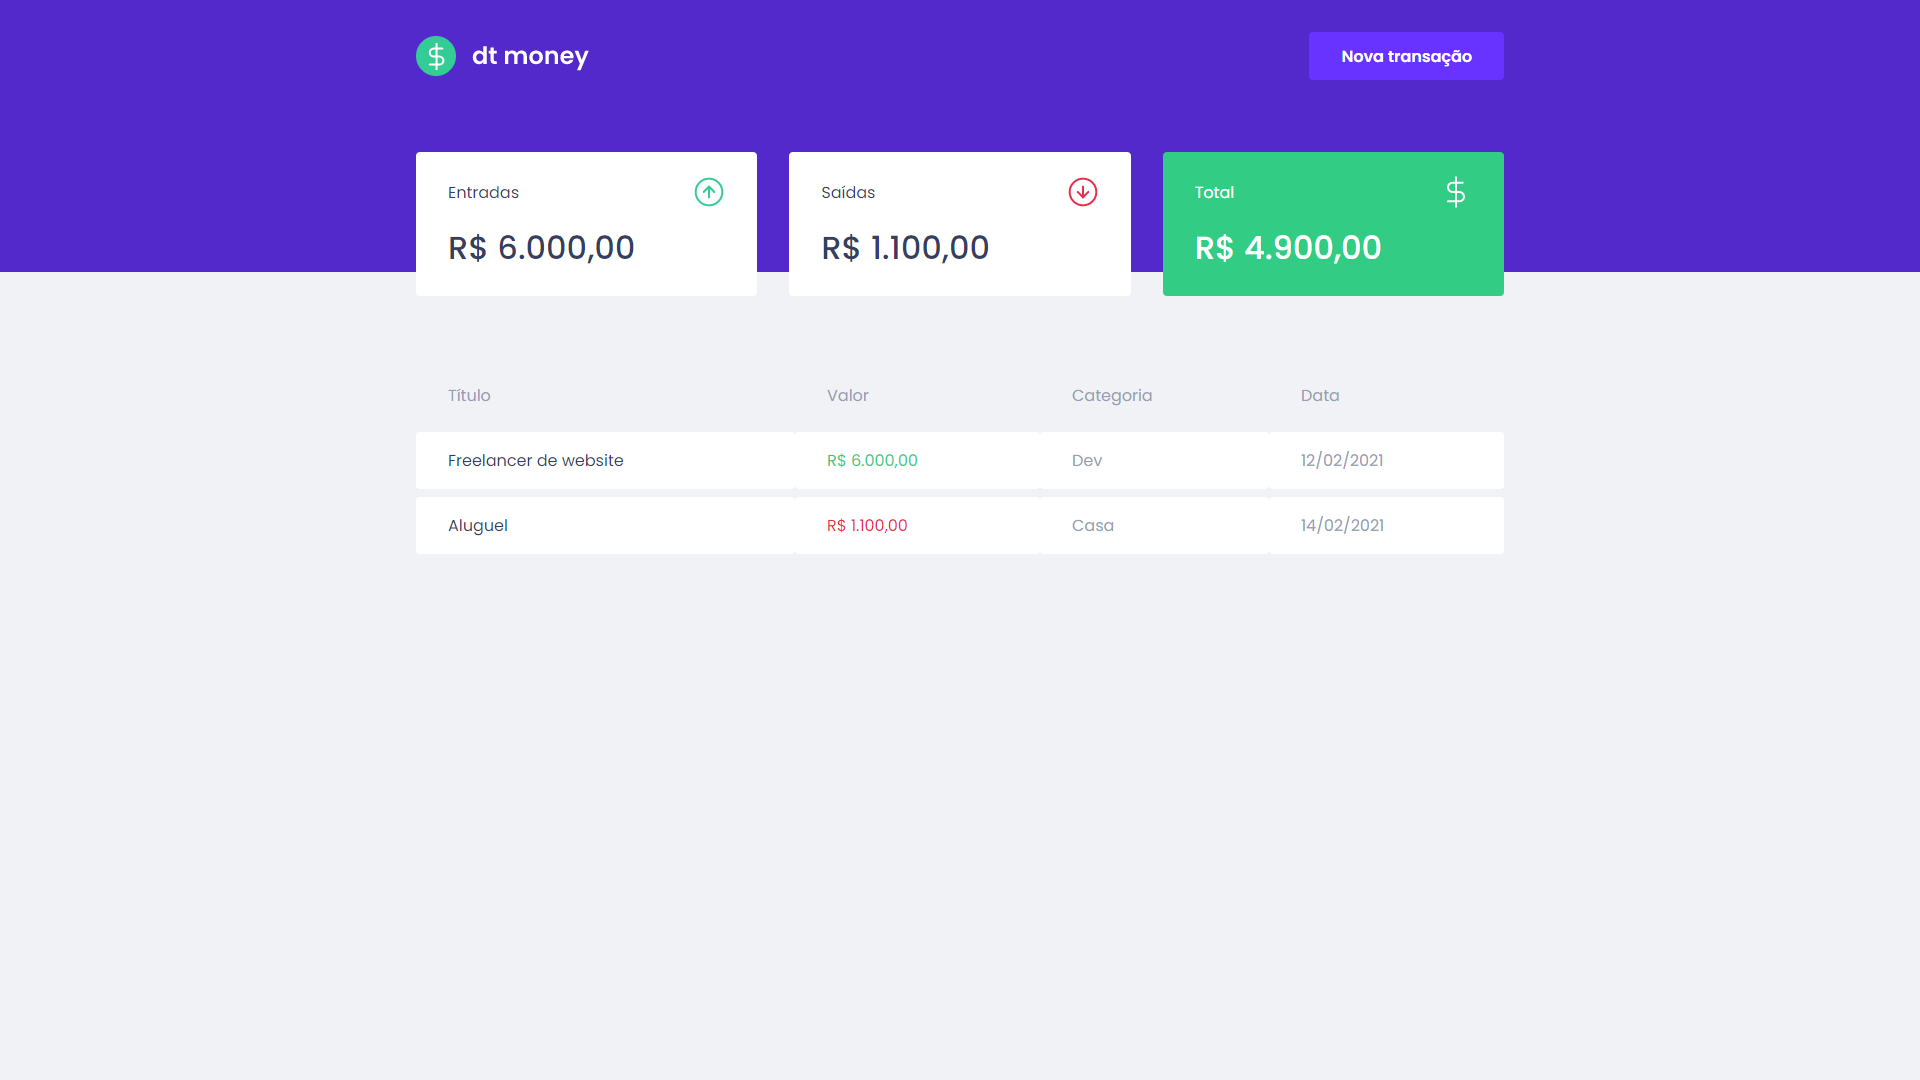 dt money
Nova transação
Entradas
R$ 6.000,00
Saídas
R$ 1.100,00
Total
R$ 4.900,00
Título Valor Categoria Data
Freelancer de website R$ 6.000,00 Dev 12/02/2021
Aluguel R$ 1.100,00 Casa 14/02/2021